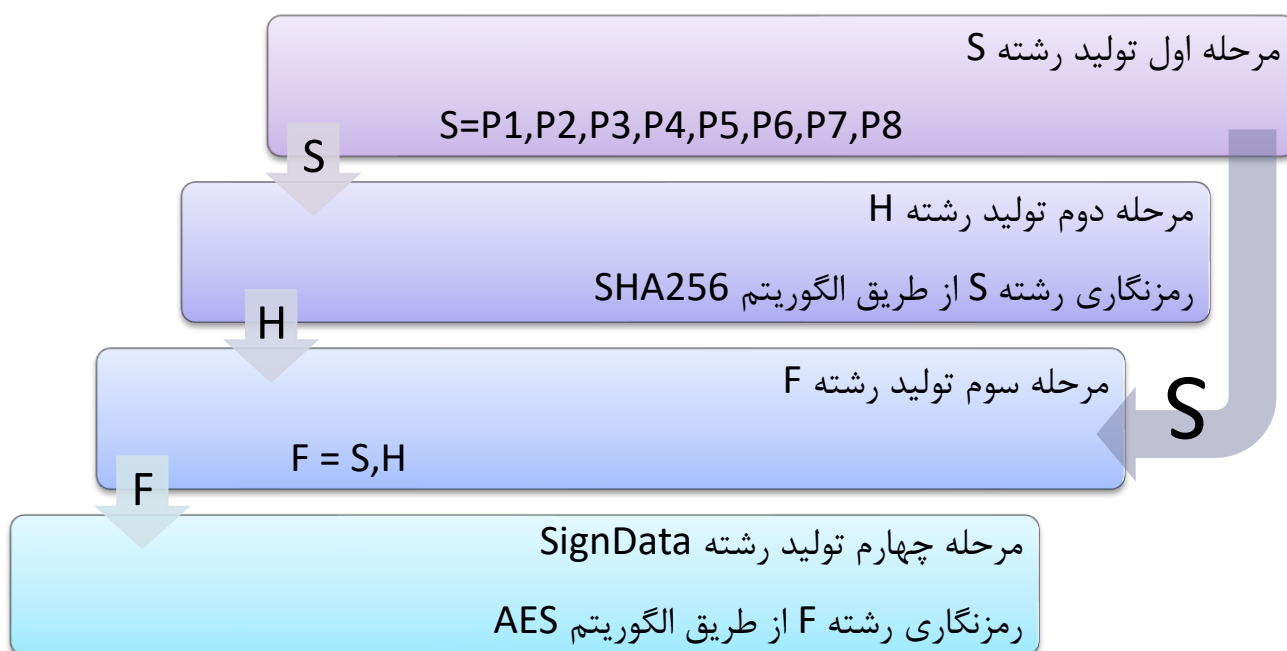 مرحله اول تولید رشته S
S=P1,P2,P3,P4,P5,P6,P7,P8
S
مرحله دوم تولید رشته H
رمزنگاری رشته S از طریق الگوریتم SHA256
H
مرحله سوم تولید رشته F
S
F = S,H
F
مرحله چهارم تولید رشته SignData
رمزنگاری رشته F از طریق الگوریتم AES